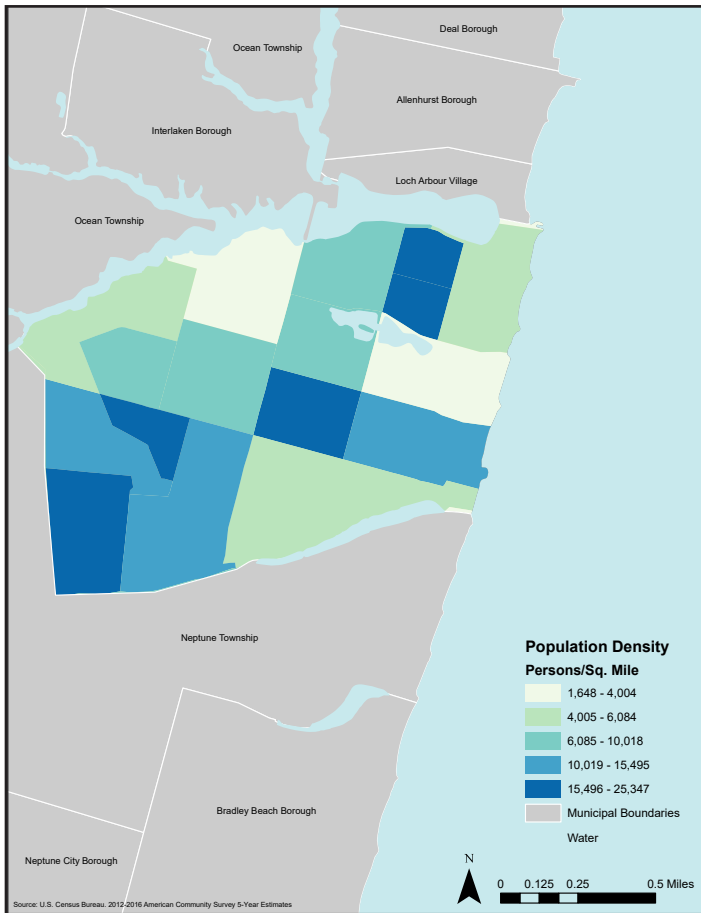 Deal Borough
Ocean Township
Allenhurst Borough
Interlaken Borough
Loch Arbour Village
Ocean Township
Neptune Township
Population Density
Persons/Sq. Mile
1,648 - 4,004
4,005 - 6,084
6,085 - 10,018
10,019 - 15,495
15,496 - 25,347
Municipal Boundaries
Water
Bradley Beach Borough
Neptune City Borough
N
0 0.125 0.25 0.5 Miles
Source: U.S. Census Bureau. 2012-2016 American Community Survey 5-Year Estimates